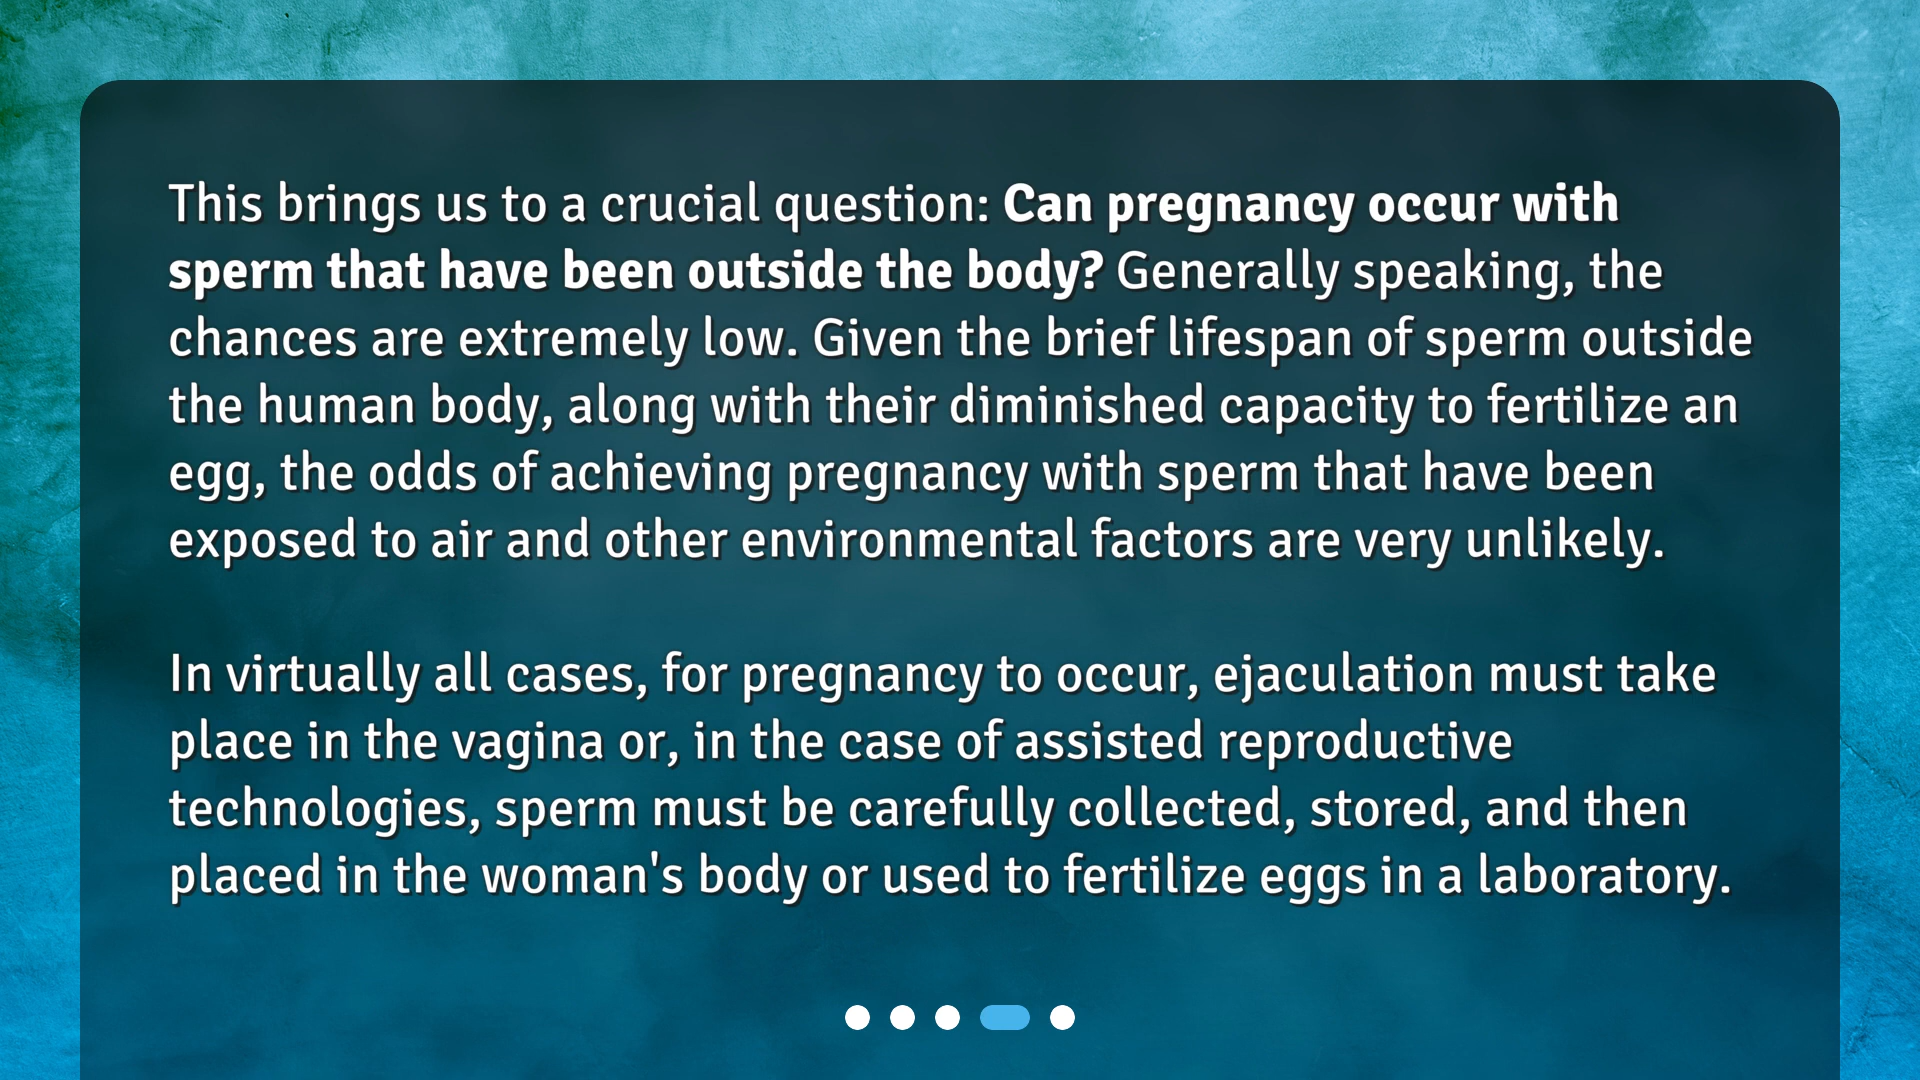 This brings us to a crucial question: Can pregnancy occur with
sperm that have been outside the body? Generally speaking, the
chances are extremely low. Given the brief lifespan of sperm outside
the human body, along with their diminished capacity to fertilize an
egg, the odds of achieving pregnancy with sperm that have been
exposed to air and other environmental factors are very unlikely.
In virtually all cases, for pregnancy to occur, ejaculation must take
place in the vagina or, in the case of assisted reproductive
technologies, sperm must be carefully collected, stored, and then
placed in the woman's body or used to fertilize eggs in a laboratory.